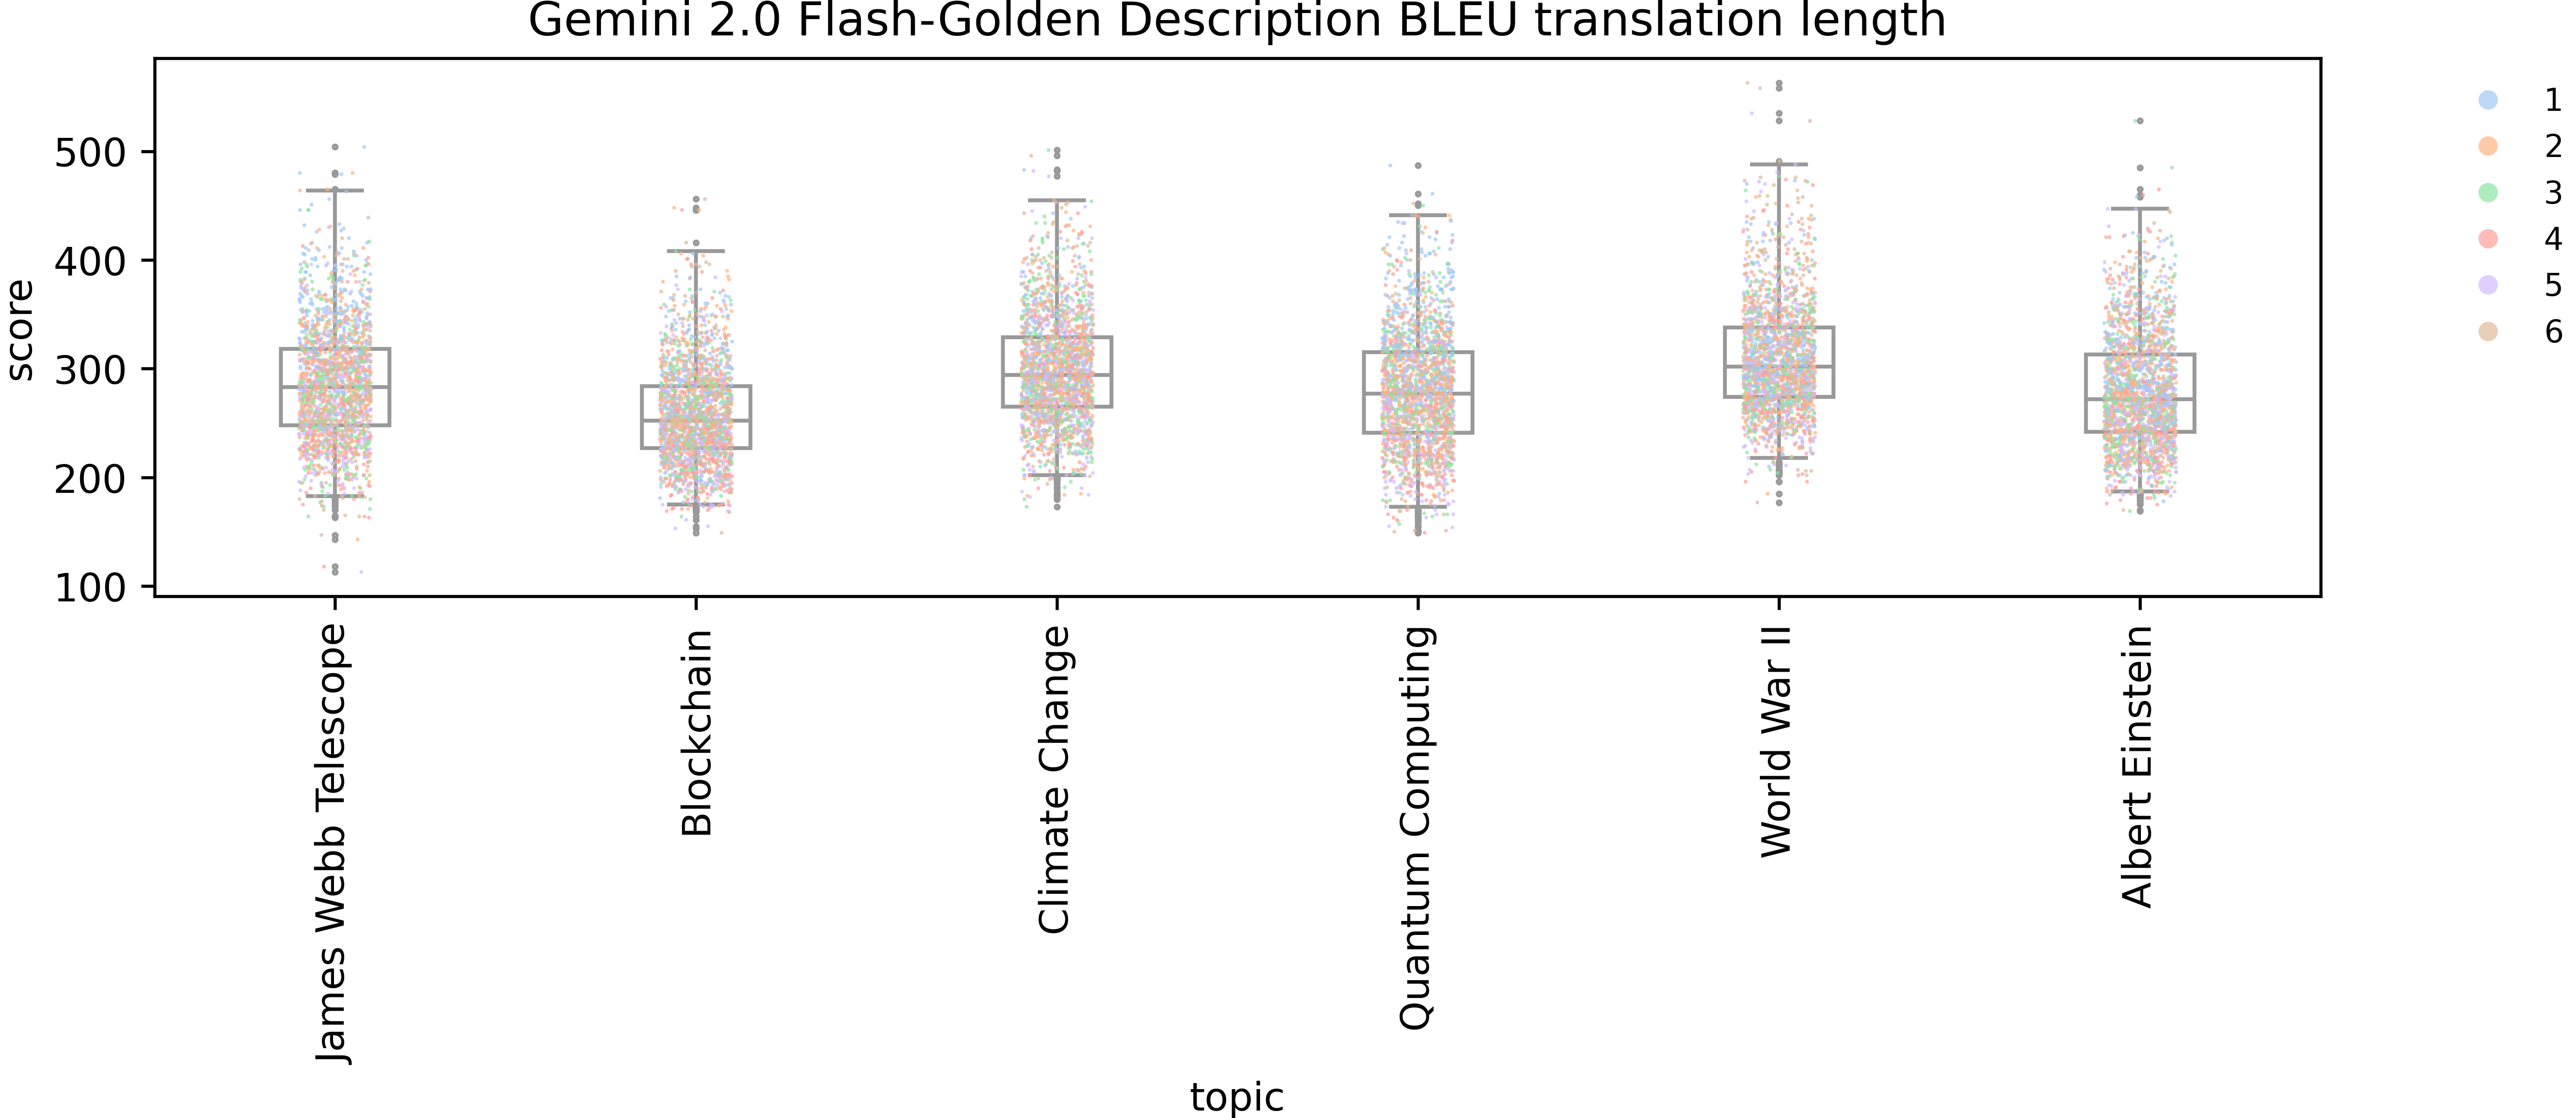 Gemini 2.0 Flash-Golden Description BLEU translation length
score
500
400
300
200
100
James Webb Telescope
Blockchain
Climate Change
Quantum Computing
World War II
Albert Einstein
topic
1
2
3
4
5
6